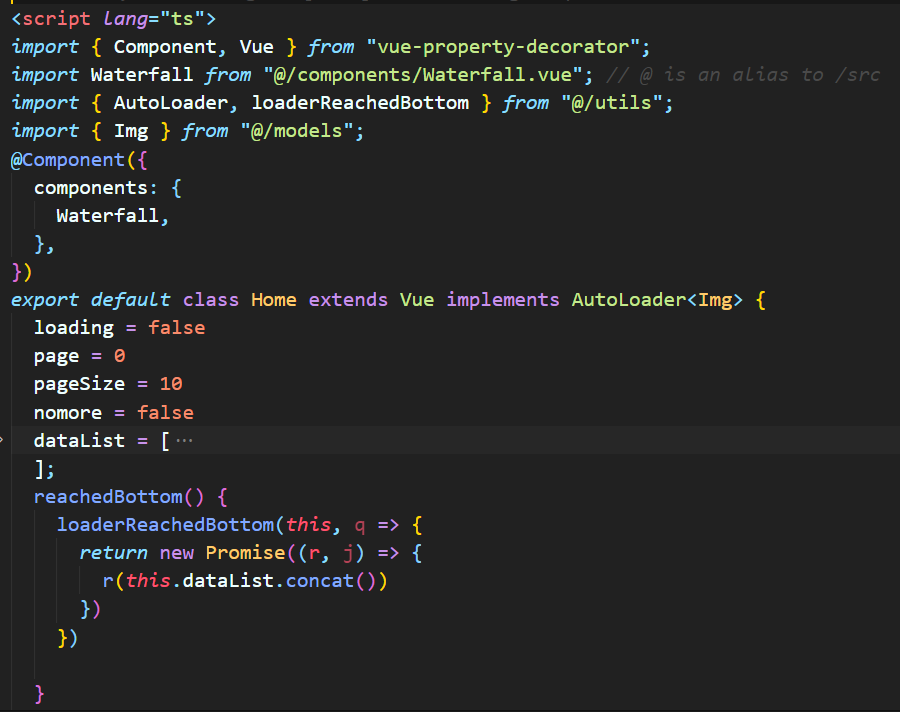 <script lang="ts">
import { Component, Vue } from "vue-property-decorator";
import Waterfall from "@/components/Waterfall.vue"; // @ is an alias to /src
import { AutoLoader, loaderReachedBottom } from "@/utils";
import { Img } from "@/models";
@Component({
  components: {
    Waterfall,
  },
})
export default class Home extends Vue implements AutoLoader<Img> {
  loading = false
  page = 0
  pageSize = 10
  nomore = false
  dataList = [ ···
  ];
  reachedBottom() {
    loaderReachedBottom(this, q => {
      return new Promise((r, j) => {
        r(this.dataList.concat())
      })
    })
  }